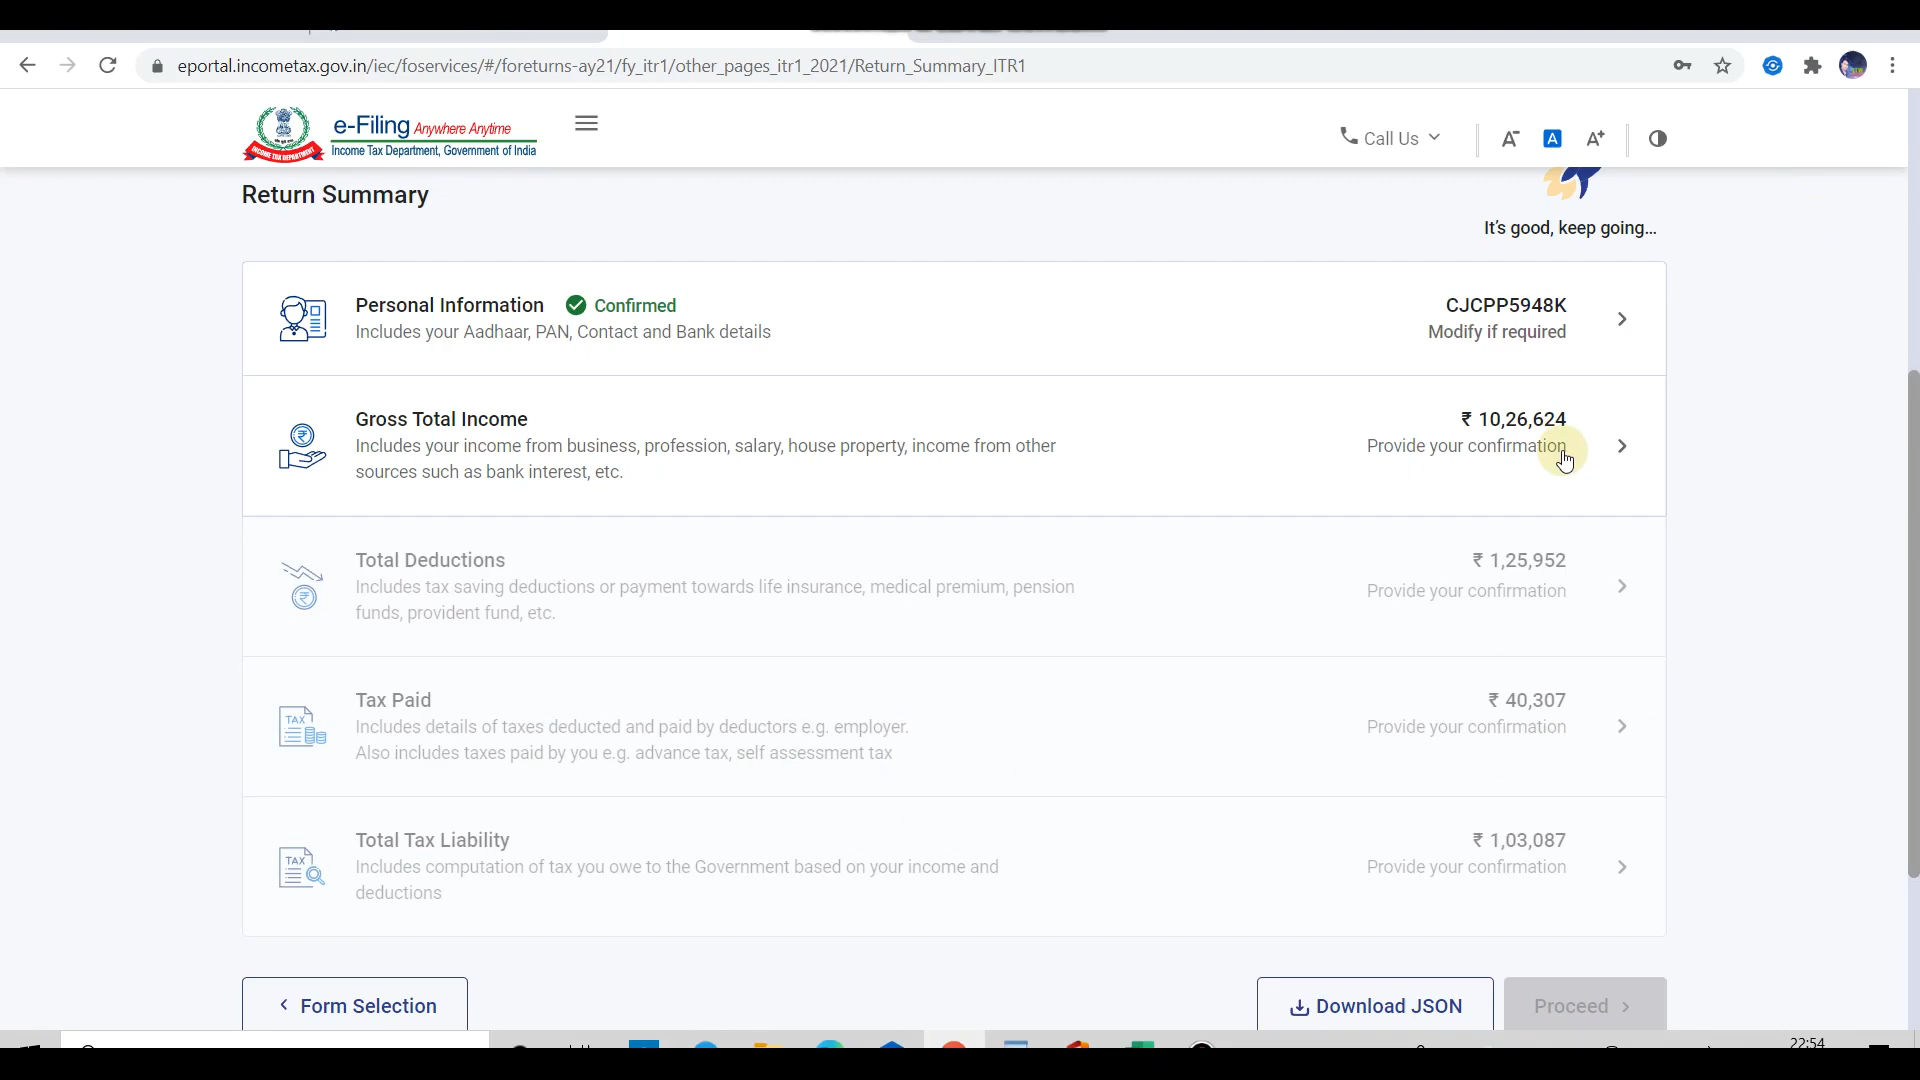 eportal.incometax.gov.in/iec/foservices/#/foreturns-ay21/fy_itr1/other_pages_itr1_2021/Return_Summary_ITR1
INCOME TAX DEPARTMENT
e-Filing Anywhere Anytime
Income Tax Department, Government of India
Call Us
A- A A+
Return Summary
It's good, keep going...
Personal Information Confirmed
Includes your Aadhaar, PAN, Contact and Bank details
CJCPP5948K
Modify if required
Gross Total Income
Includes your income from business, profession, salary, house property, income from other
sources such as bank interest, etc.
₹ 10,26,624
Provide your confirmation
Total Deductions
Includes tax saving deductions or payment towards life insurance, medical premium, pension
funds, provident fund, etc.
₹ 1,25,952
Provide your confirmation
TAX
Tax Paid
Includes details of taxes deducted and paid by deductors e.g. employer.
Also includes taxes paid by you e.g. advance tax, self assessment tax
₹ 40,307
Provide your confirmation
TAX
Total Tax Liability
Includes computation of tax you owe to the Government based on your income and
deductions
₹ 1,03,087
Provide your confirmation
Form Selection
Download JSON
Proceed
22:54